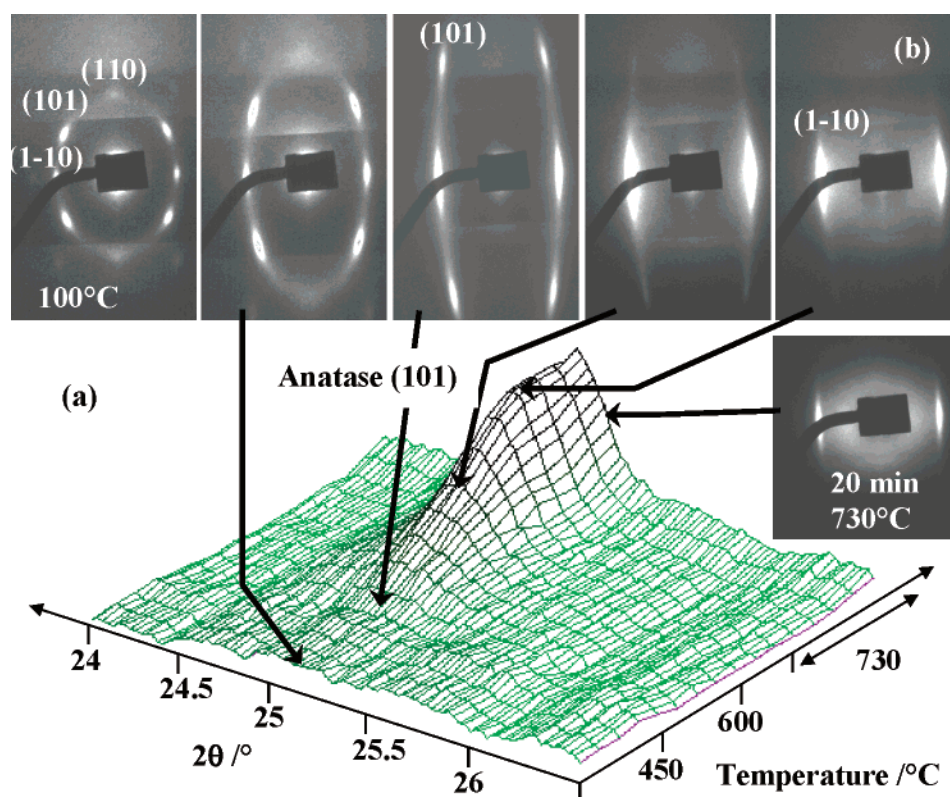 (110)
(101)
(1-10)
100°C
(101)
(b)
(1-10)
(a)
Anatase (101)
20 min
730°C
24
24.5
25
25.5
26
2θ /°
450
600
730
Temperature /°C